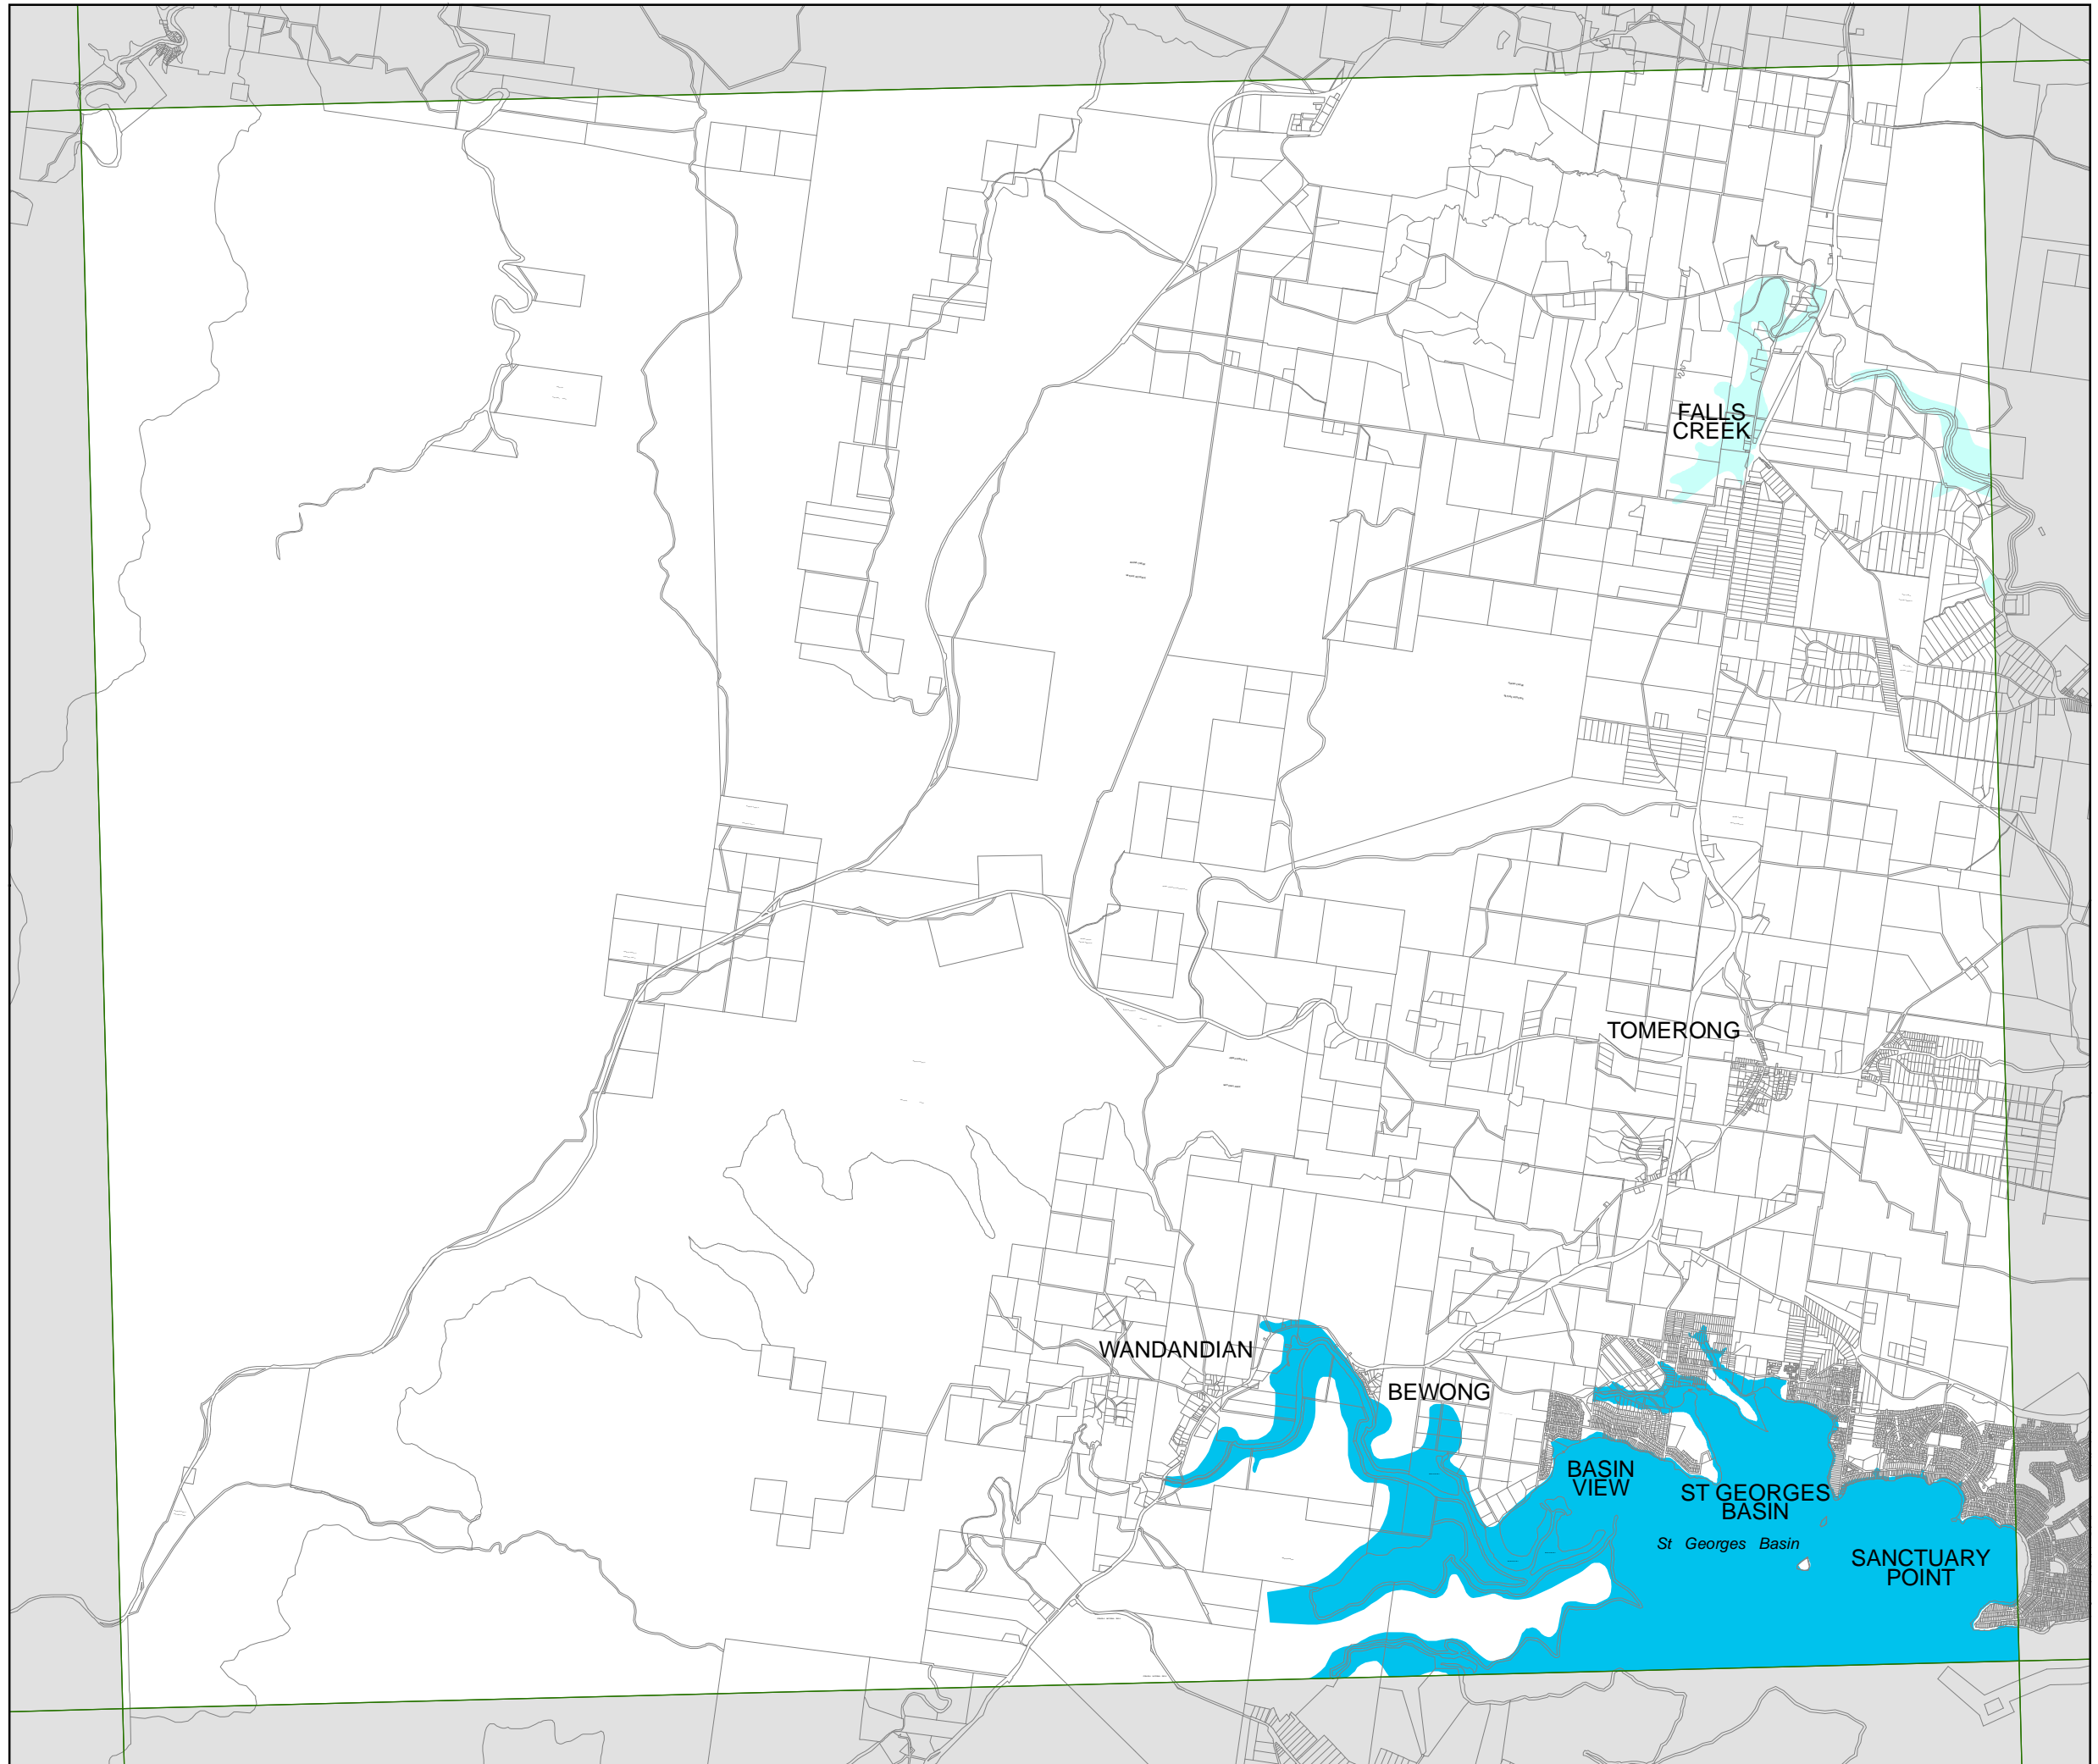 FALLS
CREEK
TOMERONG
WANDANDIAN
BEWONG
BASIN
VIEW
ST GEORGES
BASIN
St Georges Basin
SANCTUARY
POINT